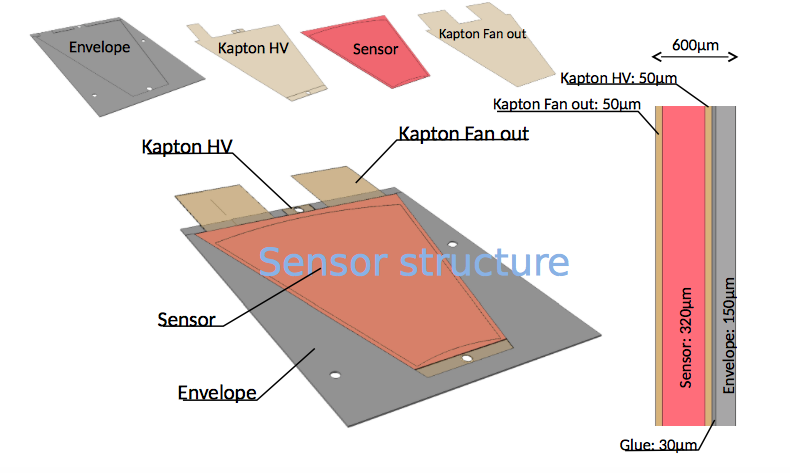 Envelope
Kapton HV
Sensor
Kapton Fan out
600μm
Kapton HV: 50μm
Kapton Fan out: 50μm
Kapton HV
Kapton Fan out
Sensor structure
Sensor
Envelope
Sensor: 320μm
Envelope: 150μm
Glue: 30μm